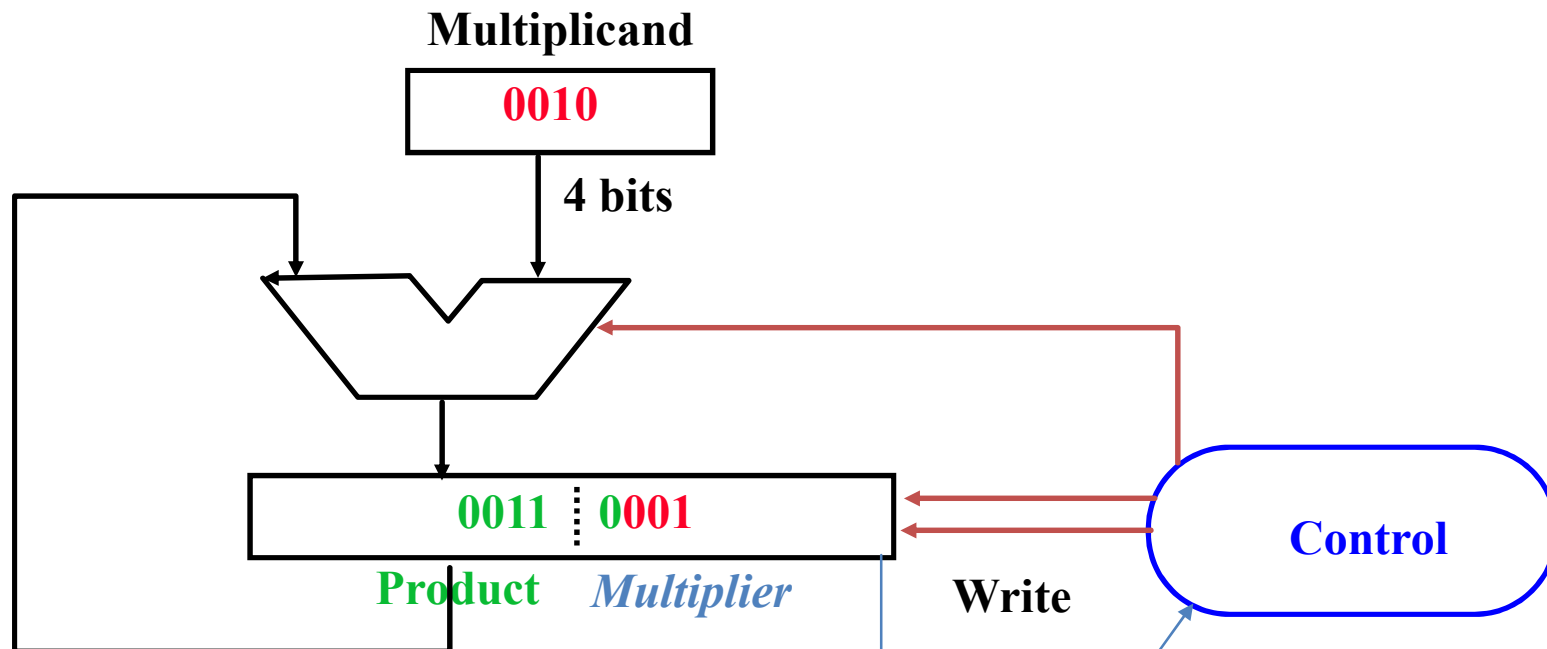 Multiplicand
0010
4 bits
0011 0001
Control
Product Multiplier Write